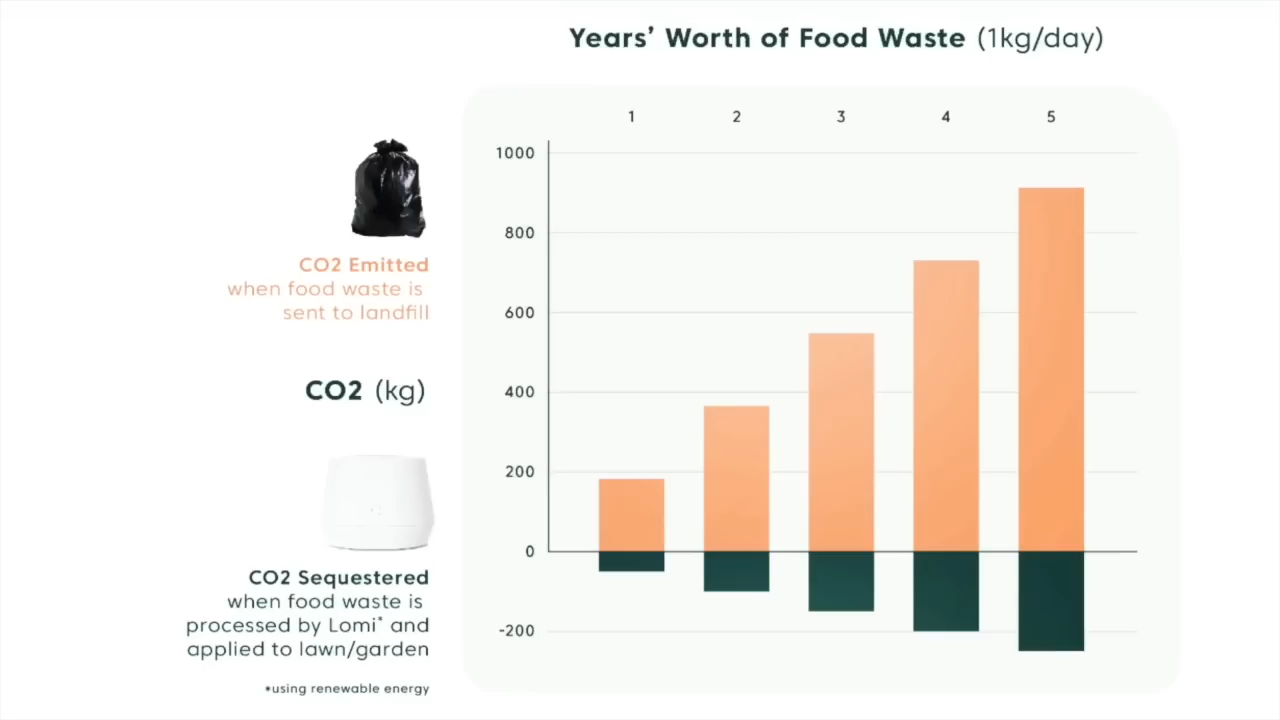 Years' Worth of Food Waste (1kg/day)
1 2 3 4 5
1000
800
600
400
200
0
-200
CO2 Emitted
when food waste is
sent to landfill
CO2 (kg)
CO2 Sequestered
when food waste is
processed by Lomi* and
applied to lawn/garden
*using renewable energy